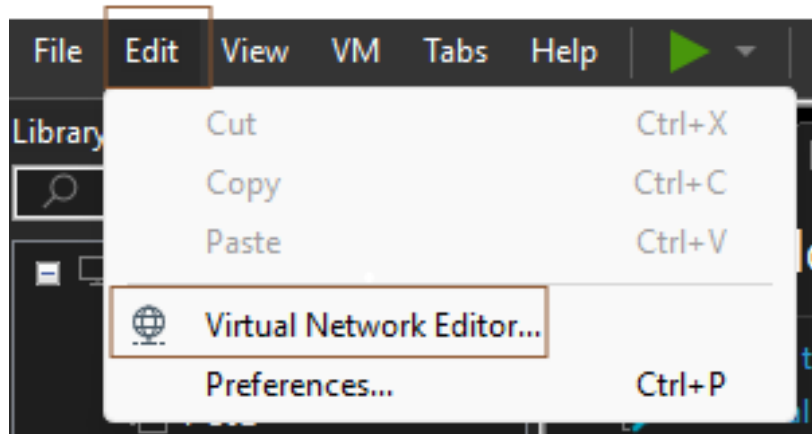 File Edit View VM Tabs Help
Library
Cut Ctrl+X
Copy Ctrl+C
Paste Ctrl+V
Virtual Network Editor...
Preferences... Ctrl+P